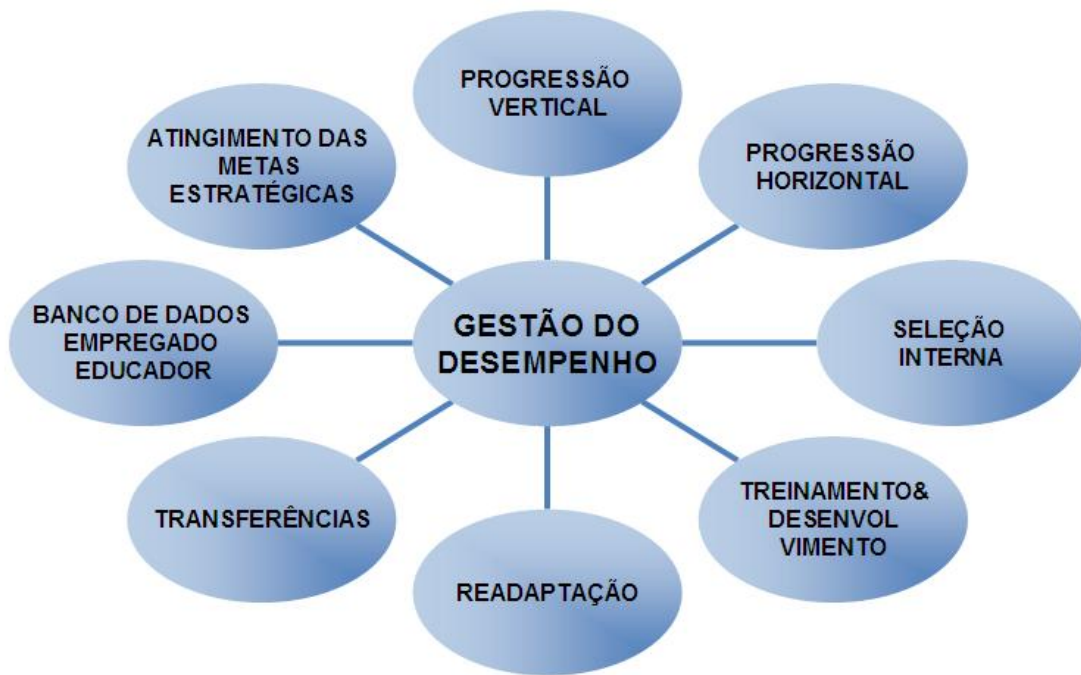 PROGRESSÃO
VERTICAL
PROGRESSÃO
HORIZONTAL
SELEÇÃO
INTERNA
TREINAMENTO&
DESENVOL
VIMENTO
READAPTAÇÃO
TRANSFERÊNCIAS
BANCO DE DADOS
EMPREGADO
EDUCADOR
ATINGIMENTO DAS
METAS
ESTRATÉGICAS
GESTÃO DO
DESEMPENHO